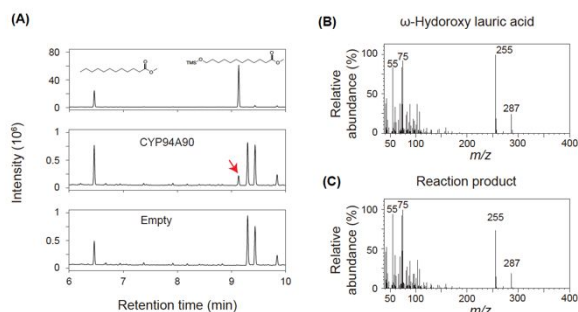 (A)
80
60
40
20
0
TMS
O
O
O
O
O
CYP94A90
1
0.5
0
Empty
1
0.5
0
Intensity (10⁶)
6 7 8 9 10
Retention time (min)
(B) ω-Hydoroxy lauric acid
Relative
abundance (%)
100
50
0
55
75
255
287
50 100 200 300 400
m/z
(C) Reaction product
Relative
abundance (%)
100
50
0
55
75
255
287
50 100 200 300 400
m/z